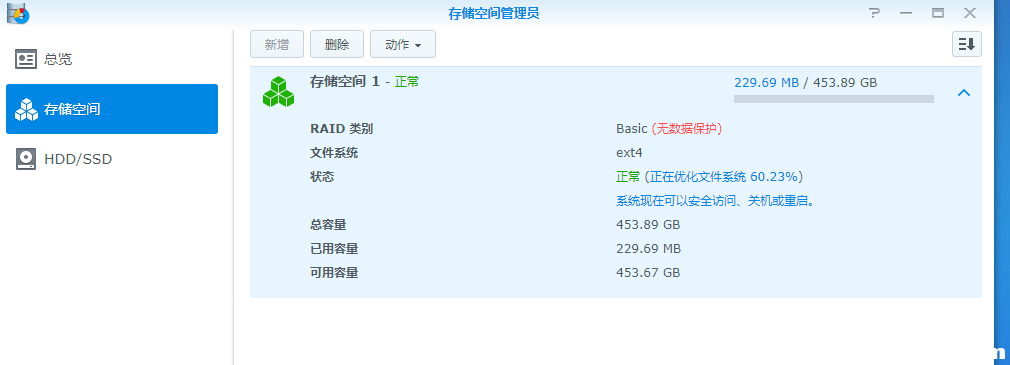 存储空间管理员
总览
存储空间
HDD/SSD
新增 删除 动作
存储空间 1 - 正常 229.69 MB / 453.89 GB
RAID 类别 Basic (无数据保护)
文件系统 ext4
状态 正常 (正在优化文件系统 60.23%)
系统现在可以安全访问、关机或重启。
总容量 453.89 GB
已用容量 229.69 MB
可用容量 453.67 GB